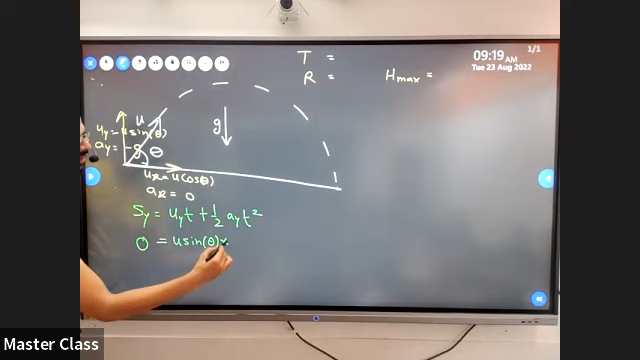 09:19 AM
Tue 23 Aug 2022
1/1
T =
R =
Hmax =
u
uy = usin(θ)
ay = -g
θ
g
ux = ucos(θ)
ax = 0
Sy = uyt + 1/2 ayt²
0 = usin(θ)
Master Class